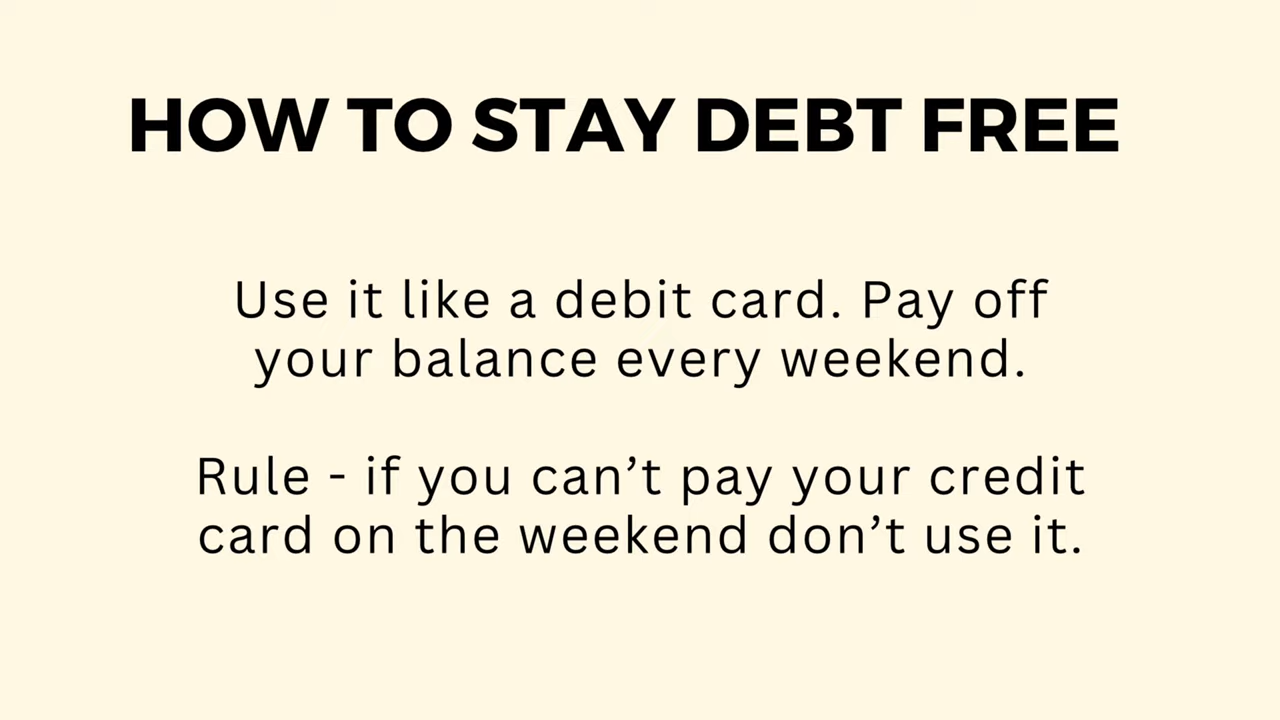 HOW TO STAY DEBT FREE
Use it like a debit card. Pay off
your balance every weekend.
Rule - if you can’t pay your credit
card on the weekend don’t use it.